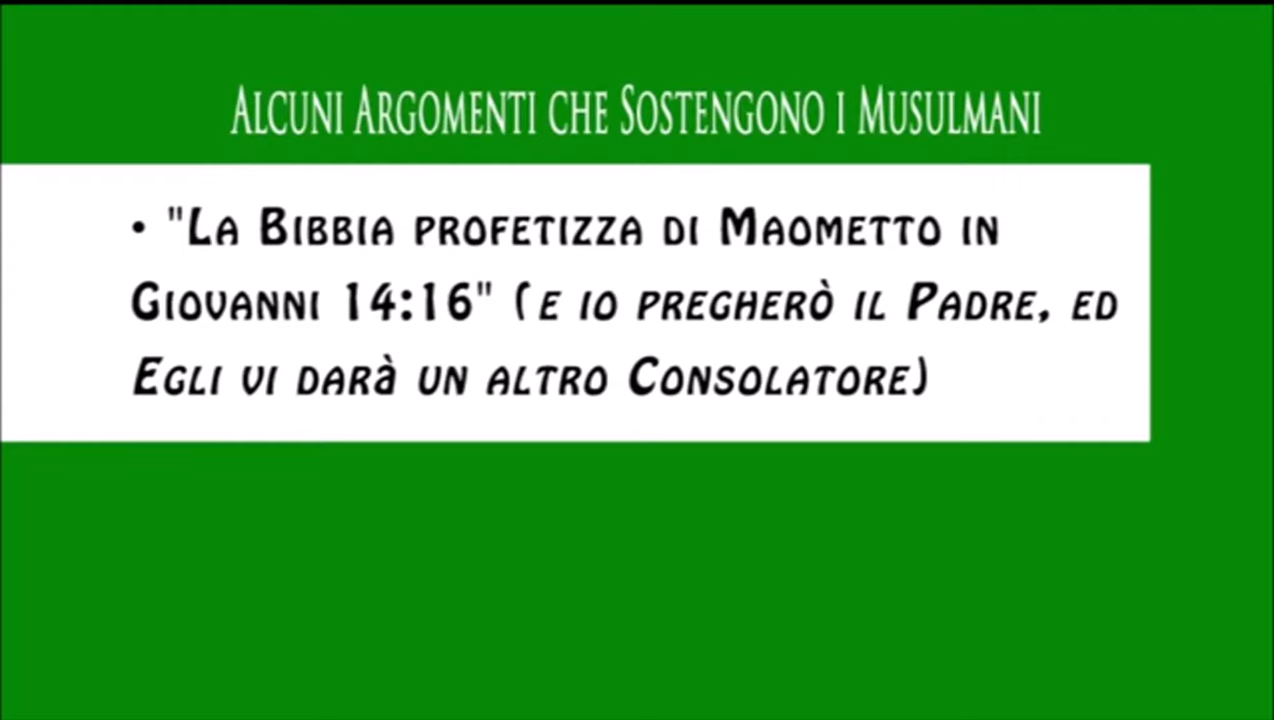 Alcuni Argomenti che Sostengono i Musulmani
• "La Bibbia profetizza di Maometto in
Giovanni 14:16" (e io pregherò il Padre, ed
Egli vi darà un altro Consolatore)